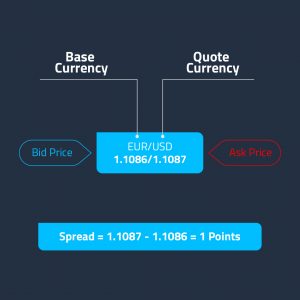 Base
Currency
Quote
Currency
EUR/USD
1.1086/1.1087
Bid Price
Ask Price
Spread = 1.1087 - 1.1086 = 1 Points